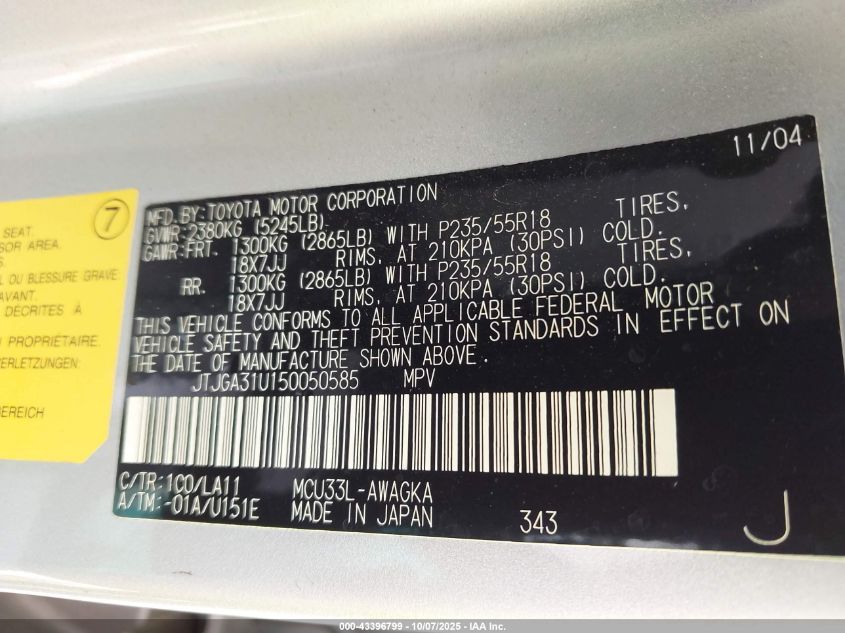 SEAT.
SOR AREA.
S.
L OU BLESSURE GRAVE
AVANT.
DÉCRITES À
U PROPRIÉTAIRE.
ERLETZUNGEN:
BEREICH
7
11/04
MFD.BY:TOYOTA MOTOR CORPORATION
GVWR:2380KG (5245LB)
GAWR:FRT. 1300KG (2865LB) WITH P235/55R18 TIRES,
18X7JJ RIMS, AT 210KPA (30PSI) COLD.
RR. 1300KG (2865LB) WITH P235/55R18 TIRES,
18X7JJ RIMS, AT 210KPA (30PSI) COLD.
THIS VEHICLE CONFORMS TO ALL APPLICABLE FEDERAL MOTOR
VEHICLE SAFETY AND THEFT PREVENTION STANDARDS IN EFFECT ON
THE DATE OF MANUFACTURE SHOWN ABOVE.
JTJGA31U150050585 MPV
C/TR:1C0/LA11 MCU33L-AWAGKA
A/TM:-01A/U151E MADE IN JAPAN 343
J
000-43396799 - 10/07/2025 - IAA Inc.